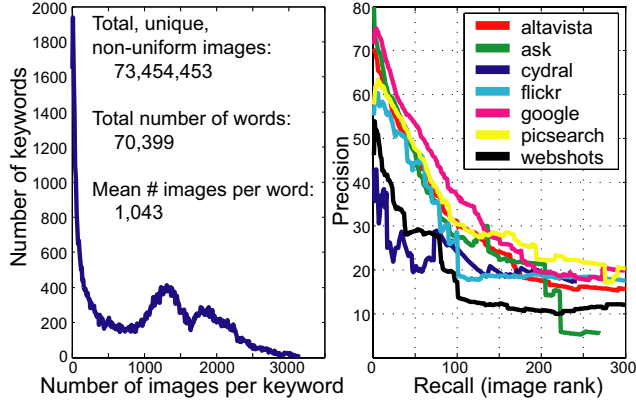 Total, unique,
non-uniform images:
73,454,453
Total number of words:
70,399
Mean # images per word:
1,043
Number of keywords
2000
1800
1600
1400
1200
1000
800
600
400
200
0
0
1000
2000
3000
Number of images per keyword
altavista
ask
cydral
flickr
google
picsearch
webshots
Precision
80
70
60
50
40
30
20
10
0
100
200
300
Recall (image rank)